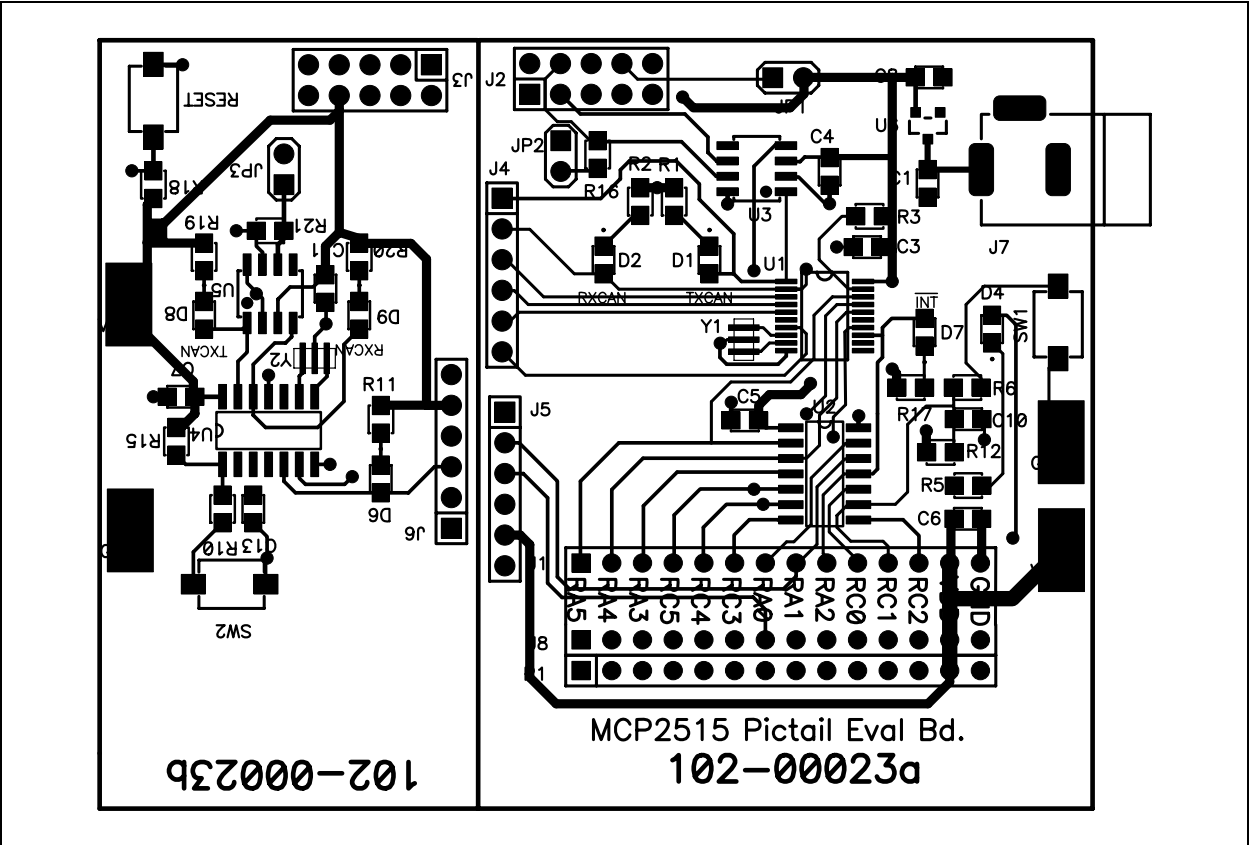 RESET
J3
R18
JP3
R19
R21
C11
R20
U5
D8
D9
TXCAN
RXCAN
Y2
R11
R15
U4
D6
J6
R10
C13
SW2
102-00023b
J2
JP1
C4
JP2
J4
R2
R1
R16
U3
C1
R3
C3
J7
D2
D1
U1
RXCAN
TXCAN
Y1
INT
D7
D4
SW1
C5
U2
R17
R6
C10
R12
J5
R5
C6
RA5
RA4
RA3
RC5
RC4
RC3
RA0
RA1
RA2
RC0
RC1
RC2
GND
J8
MCP2515 Pictail Eval Bd.
102-00023a